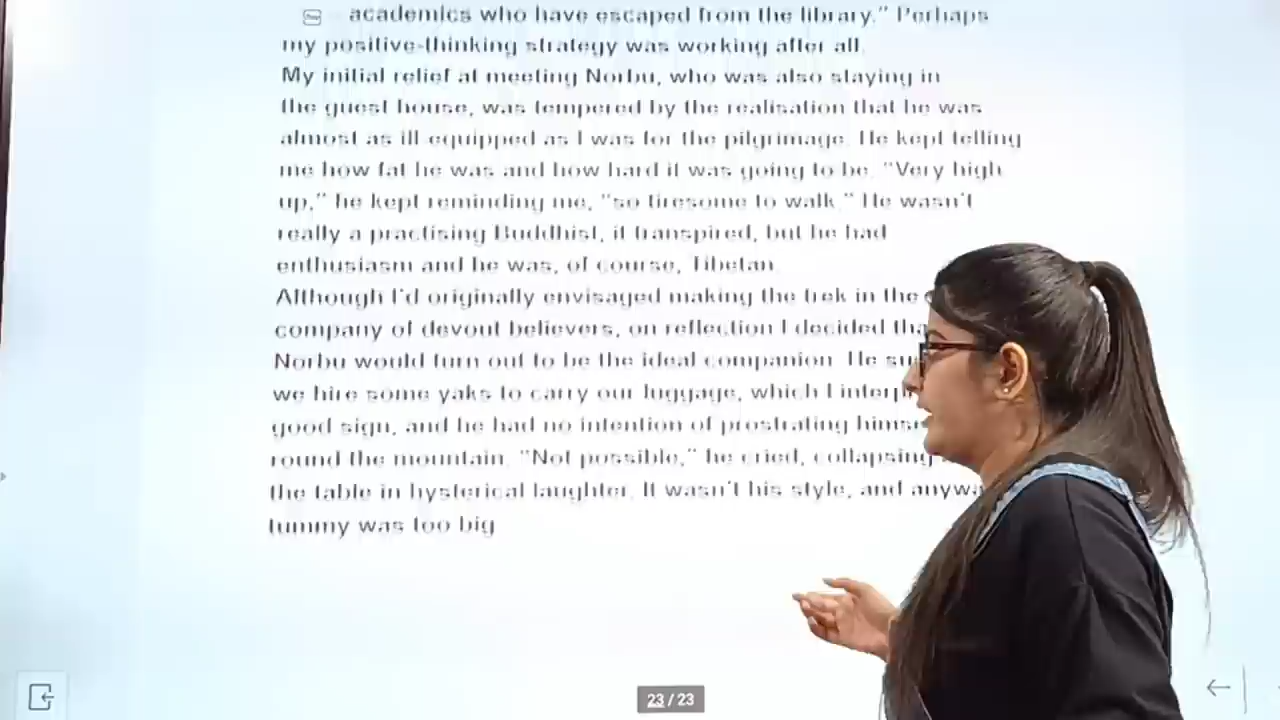 academics who have escaped from the library.” Perhaps
my positive-thinking strategy was working after all.
My initial relief at meeting Norbu, who was also staying in
the guest house, was tempered by the realisation that he was
almost as ill equipped as I was for the pilgrimage. He kept telling
me how fat he was and how hard it was going to be. “Very high
up,” he kept reminding me, “so tiresome to walk.” He wasn’t
really a practising Buddhist, it transpired, but he had
enthusiasm and he was, of course, Tibetan.
Although I’d originally envisaged making the trek in the
company of devout believers, on reflection I decided
Norbu would turn out to be the ideal companion. He
we hire some yaks to carry our luggage, which I
good sign, and he had no intention of prostrating
round the mountain. “Not possible,” he cried, collapsing
the table in hysterical laughter. It wasn’t his style, and
tummy was too big
23 / 23